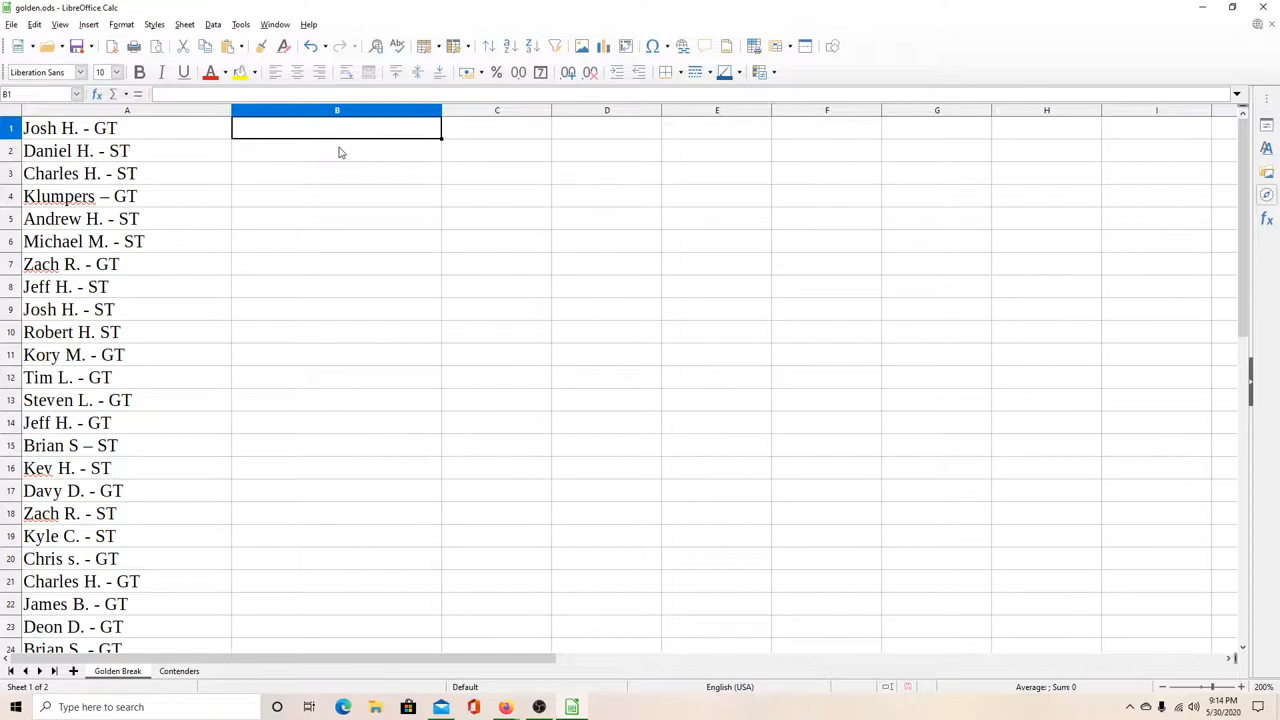 golden.ods - LibreOffice Calc
File Edit View Insert Format Styles Sheet Data Tools Window Help
Liberation Sans 10
B1
A B C D E F G H I
1 Josh H. - GT
2 Daniel H. - ST
3 Charles H. - ST
4 Klumpers – GT
5 Andrew H. - ST
6 Michael M. - ST
7 Zach R. - GT
8 Jeff H. - ST
9 Josh H. - ST
10 Robert H. ST
11 Kory M. - GT
12 Tim L. - GT
13 Steven L. - GT
14 Jeff H. - GT
15 Brian S – ST
16 Kev H. - ST
17 Davy D. - GT
18 Zach R. - ST
19 Kyle C. - ST
20 Chris s. - GT
21 Charles H. - GT
22 James B. - GT
23 Deon D. - GT
24 Brian S. - GT
Golden Break Contenders
Sheet 1 of 2 Default English (USA) Average: ; Sum: 0 200%
Type here to search
9:14 PM
5/30/2020